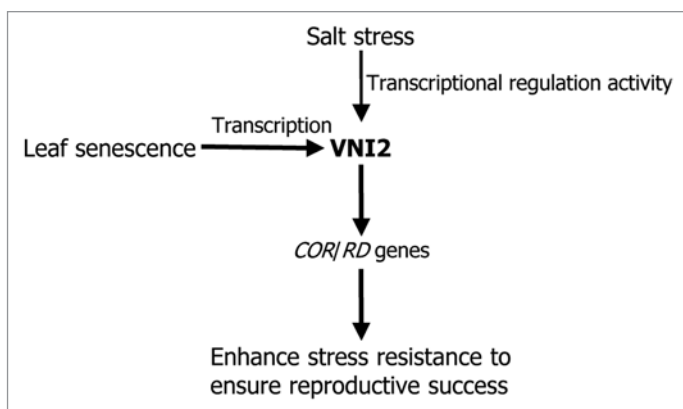 Salt stress
Transcriptional regulation activity
Transcription
Leaf senescence
VNI2
COR/RD genes
Enhance stress resistance to
ensure reproductive success